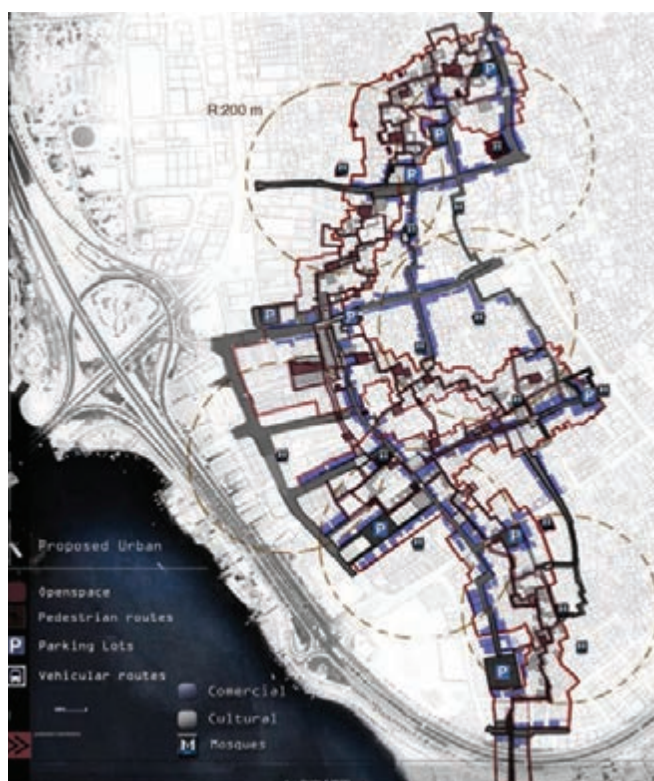 R:200 m
Proposed Urban
Openspace
Pedestrian routes
P Parking Lots
Vehicular routes
Comercial
Cultural
M Mosques
P
P
P
P
P
P
P
P
P